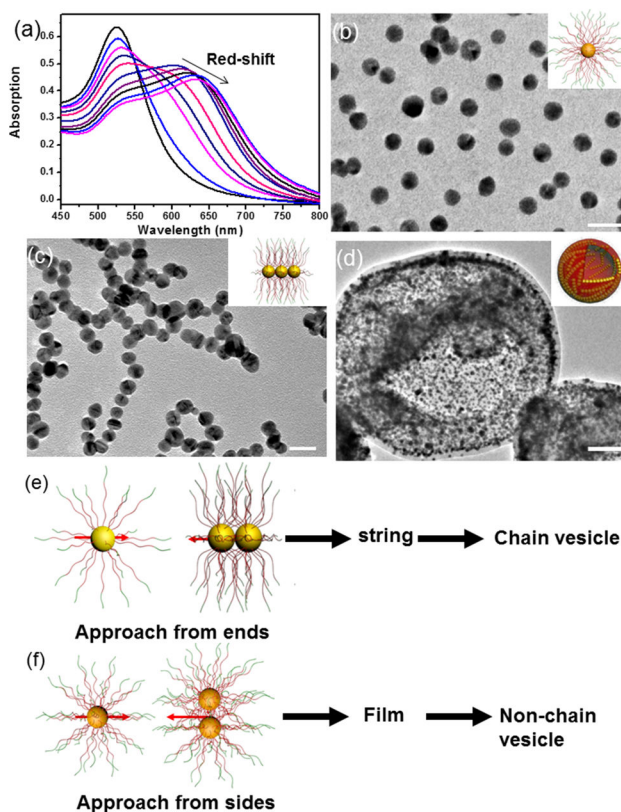 (a)
Red-shift
Absorption
0.6
0.5
0.4
0.3
0.2
0.1
0.0
450 500 550 600 650 700 750 800
Wavelength (nm)
(b)
(c)
(d)
(e)
string
Chain vesicle
Approach from ends
(f)
Film
Non-chain
vesicle
Approach from sides